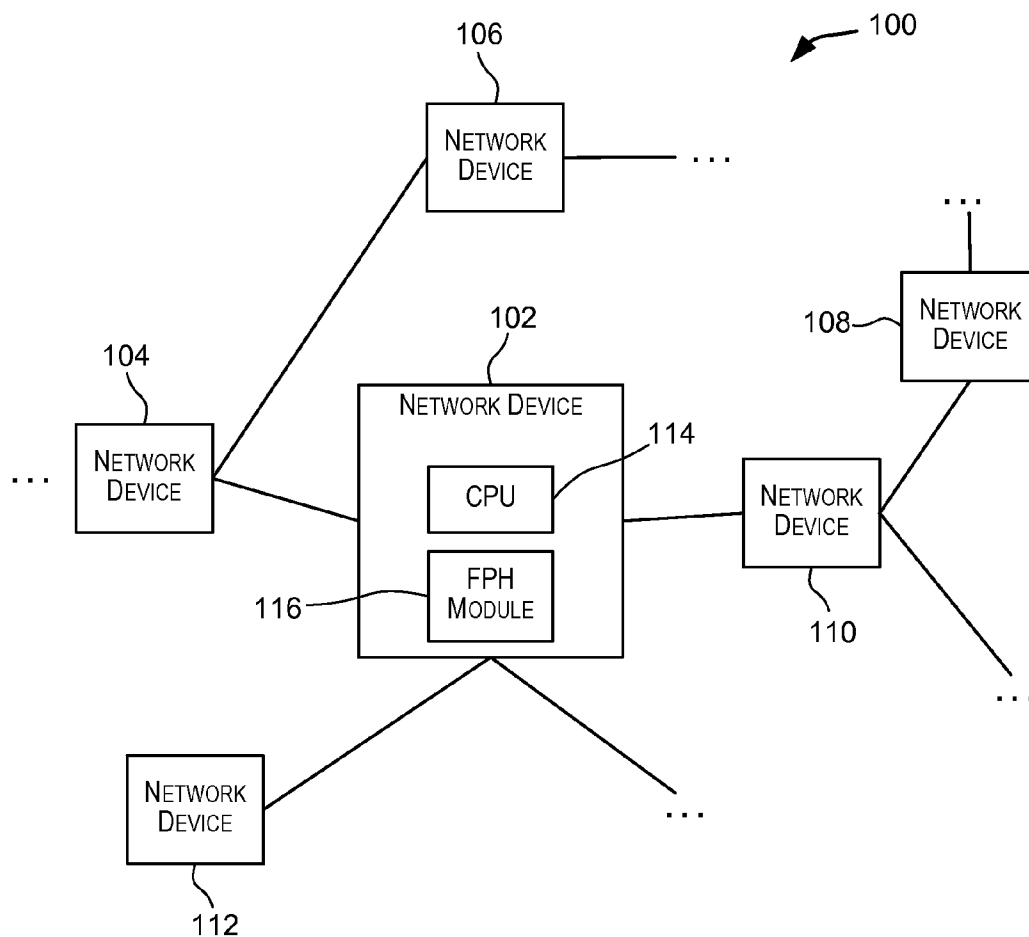 100
106
NETWORK
DEVICE
...
...
NETWORK
DEVICE
108
102
104
NETWORK DEVICE
114
NETWORK
DEVICE
...
CPU
NETWORK
DEVICE
FPH
MODULE
116
110
...
NETWORK
DEVICE
...
112